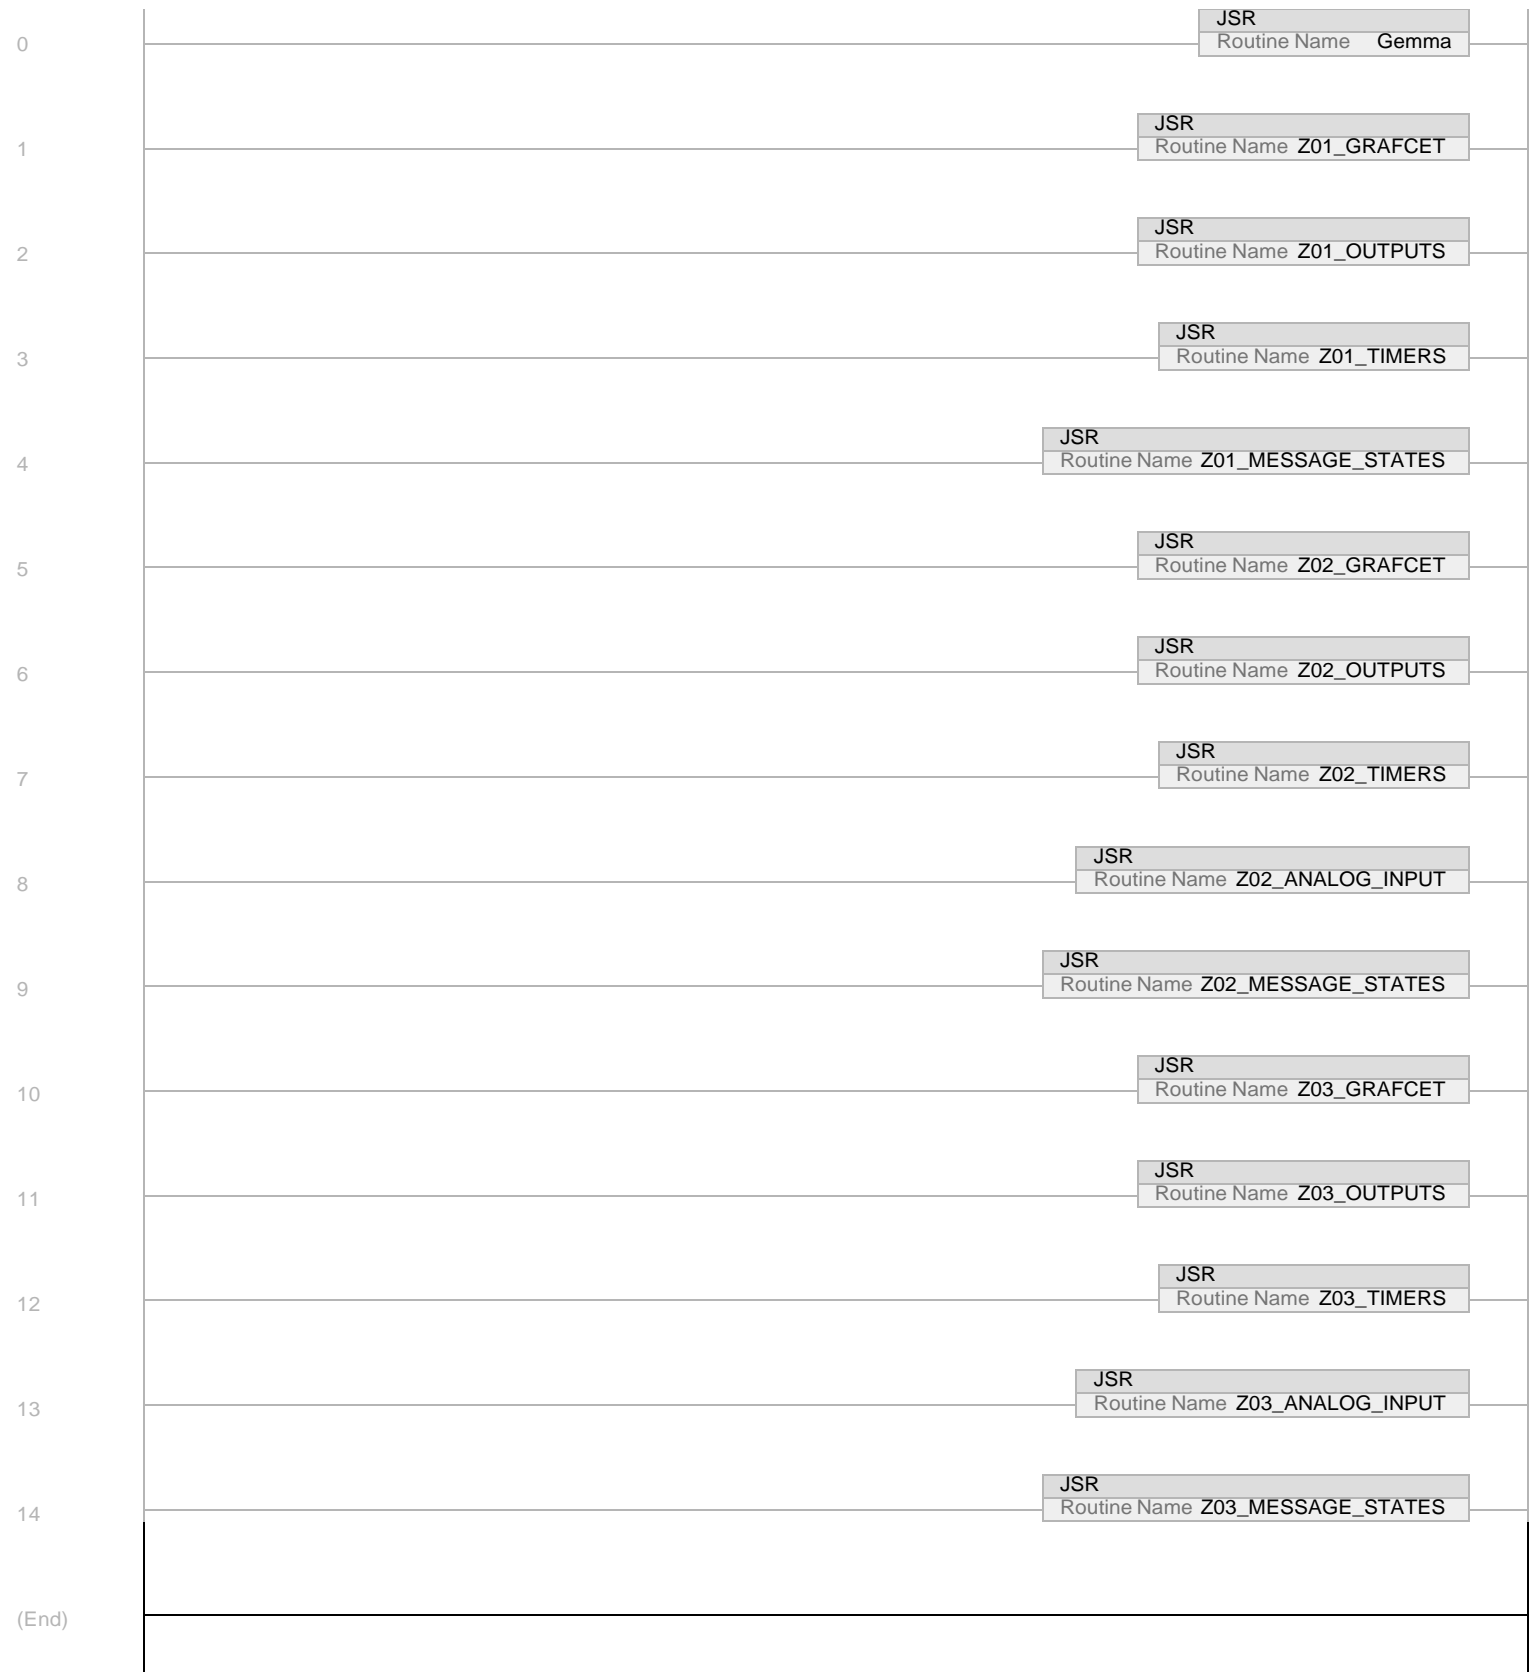 JSR
0 Routine Name Gemma
JSR
1 Routine Name Z01_GRAFCET
JSR
2 Routine Name Z01_OUTPUTS
JSR
3 Routine Name Z01_TIMERS
JSR
4 Routine Name Z01_MESSAGE_STATES
JSR
5 Routine Name Z02_GRAFCET
JSR
6 Routine Name Z02_OUTPUTS
JSR
7 Routine Name Z02_TIMERS
JSR
8 Routine Name Z02_ANALOG_INPUT
JSR
9 Routine Name Z02_MESSAGE_STATES
JSR
10 Routine Name Z03_GRAFCET
JSR
11 Routine Name Z03_OUTPUTS
JSR
12 Routine Name Z03_TIMERS
JSR
13 Routine Name Z03_ANALOG_INPUT
JSR
14 Routine Name Z03_MESSAGE_STATES
(End)